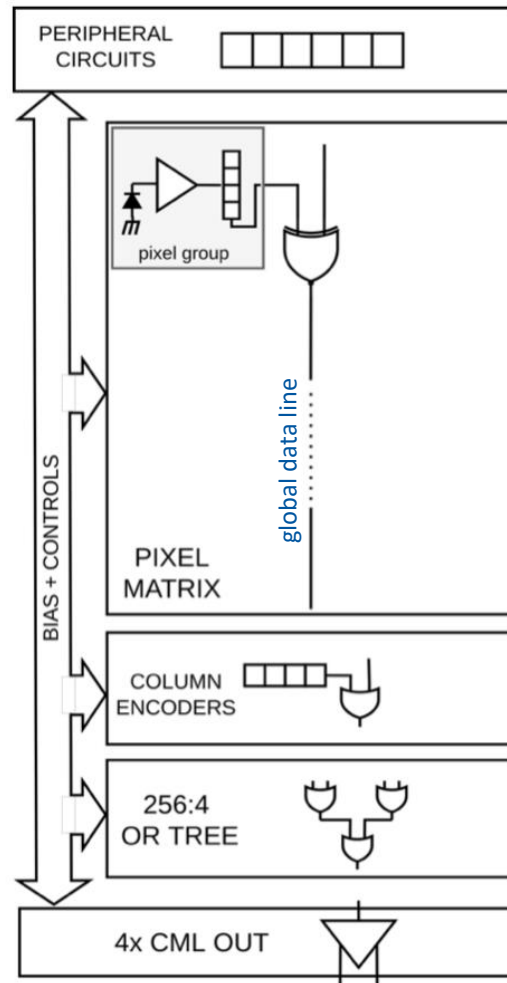 PERIPHERAL
CIRCUITS
pixel group
global data line
PIXEL
MATRIX
BIAS + CONTROLS
COLUMN
ENCODERS
256:4
OR TREE
4x CML OUT